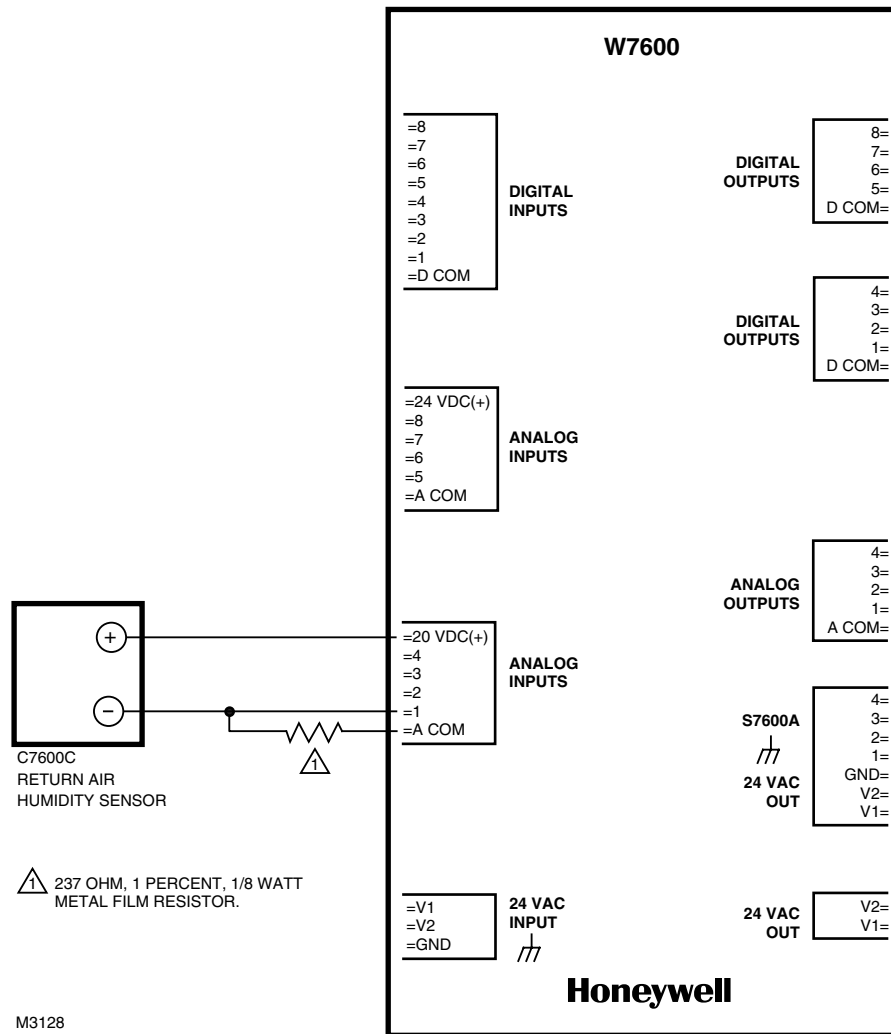 W7600
=8
=7
=6
=5
=4
=3
=2
=1
=D COM
DIGITAL
INPUTS
DIGITAL
OUTPUTS
8=
7=
6=
5=
D COM=
DIGITAL
OUTPUTS
4=
3=
2=
1=
D COM=
=24 VDC(+)
=8
=7
=6
=5
=A COM
ANALOG
INPUTS
ANALOG
OUTPUTS
4=
3=
2=
1=
A COM=
+
−
C7600C
RETURN AIR
HUMIDITY SENSOR
=20 VDC(+)
=4
=3
=2
=1
=A COM
ANALOG
INPUTS
1
S7600A
24 VAC
OUT
4=
3=
2=
1=
GND=
V2=
V1=
1 237 OHM, 1 PERCENT, 1/8 WATT
METAL FILM RESISTOR.
=V1
=V2
=GND
24 VAC
INPUT
24 VAC
OUT
V2=
V1=
Honeywell
M3128